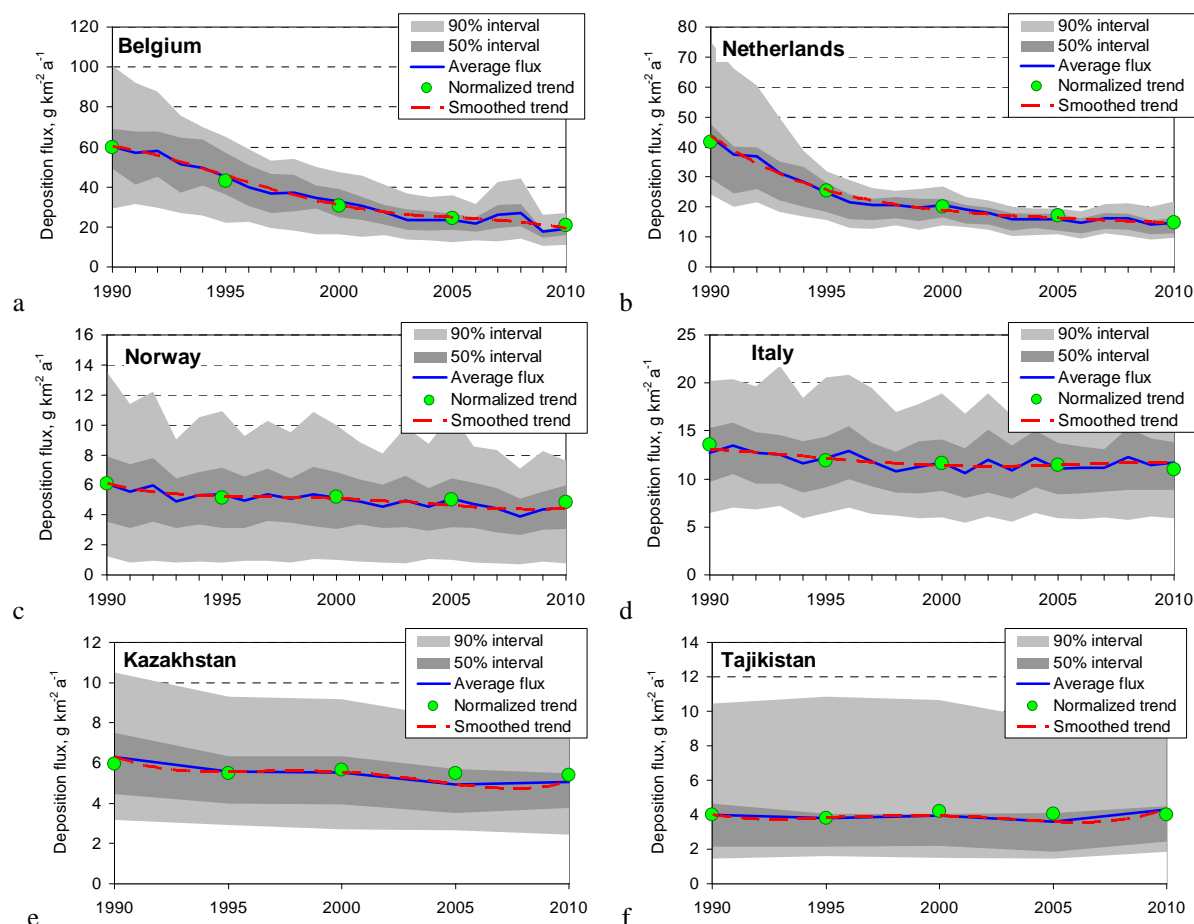 Belgium
90% interval
50% interval
Average flux
Normalized trend
Smoothed trend
Deposition flux, g km-2 a-1
120
100
80
60
40
20
0
1990 1995 2000 2005 2010
a
Netherlands
90% interval
50% interval
Average flux
Normalized trend
Smoothed trend
Deposition flux, g km-2 a-1
80
70
60
50
40
30
20
10
0
1990 1995 2000 2005 2010
b
Norway
90% interval
50% interval
Average flux
Normalized trend
Smoothed trend
Deposition flux, g km-2 a-1
16
14
12
10
8
6
4
2
0
1990 1995 2000 2005 2010
c
Italy
90% interval
50% interval
Average flux
Normalized trend
Smoothed trend
Deposition flux, g km-2 a-1
25
20
15
10
5
0
1990 1995 2000 2005 2010
d
Kazakhstan
90% interval
50% interval
Average flux
Normalized trend
Smoothed trend
Deposition flux, g km-2 a-1
12
10
8
6
4
2
0
1990 1995 2000 2005 2010
e
Tajikistan
90% interval
50% interval
Average flux
Normalized trend
Smoothed trend
Deposition flux, g km-2 a-1
14
12
10
8
6
4
2
0
1990 1995 2000 2005 2010
f